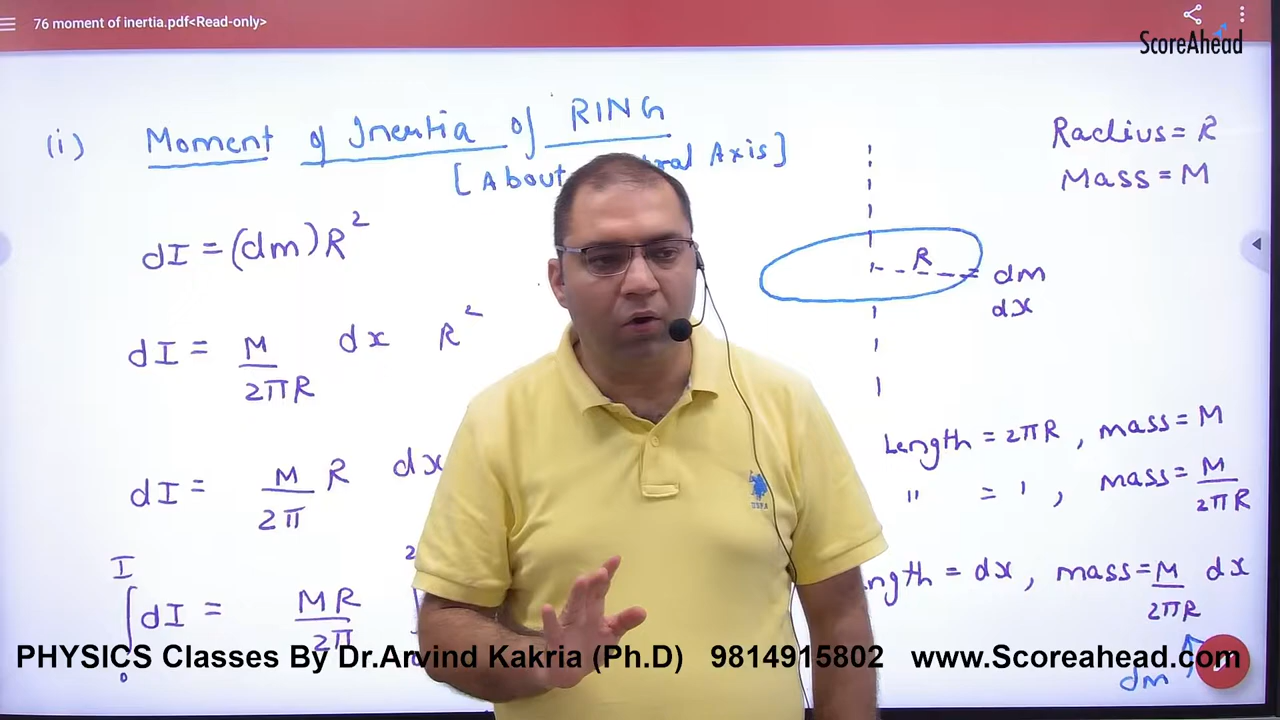 76 moment of inertia.pdf<Read-only>
ScoreAhead
(i) Moment of Inertia of RING
[About Axis]
Radius = R
Mass = M
dI = (dm) R²
R
dm
dx
dI = M/2πR dx R²
dI = M/2π R dx
Length = 2πR , mass = M
" = 1 , mass = M/2πR
= dx , mass = M/2πR dx
dm
I
∫ dI = MR/2π
0
PHYSICS Classes By Dr.Arvind Kakria (Ph.D) 9814915802 www.Scoreahead.com